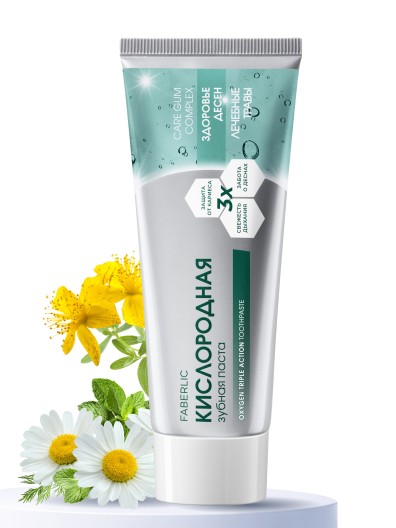 CARE GUM
COMPLEX
ЗДОРОВЬЕ
ДЕСЕН
ЛЕЧЕБНЫЕ
ТРАВЫ
ЗАЩИТА
ОТ КАРИЕСА
3X
ЗАБОТА
О ДЕСНАХ
СВЕЖЕСТЬ
ДЫХАНИЯ
FABERLIC
КИСЛОРОДНАЯ
зубная паста
OXYGEN TRIPLE ACTION TOOTHPASTE